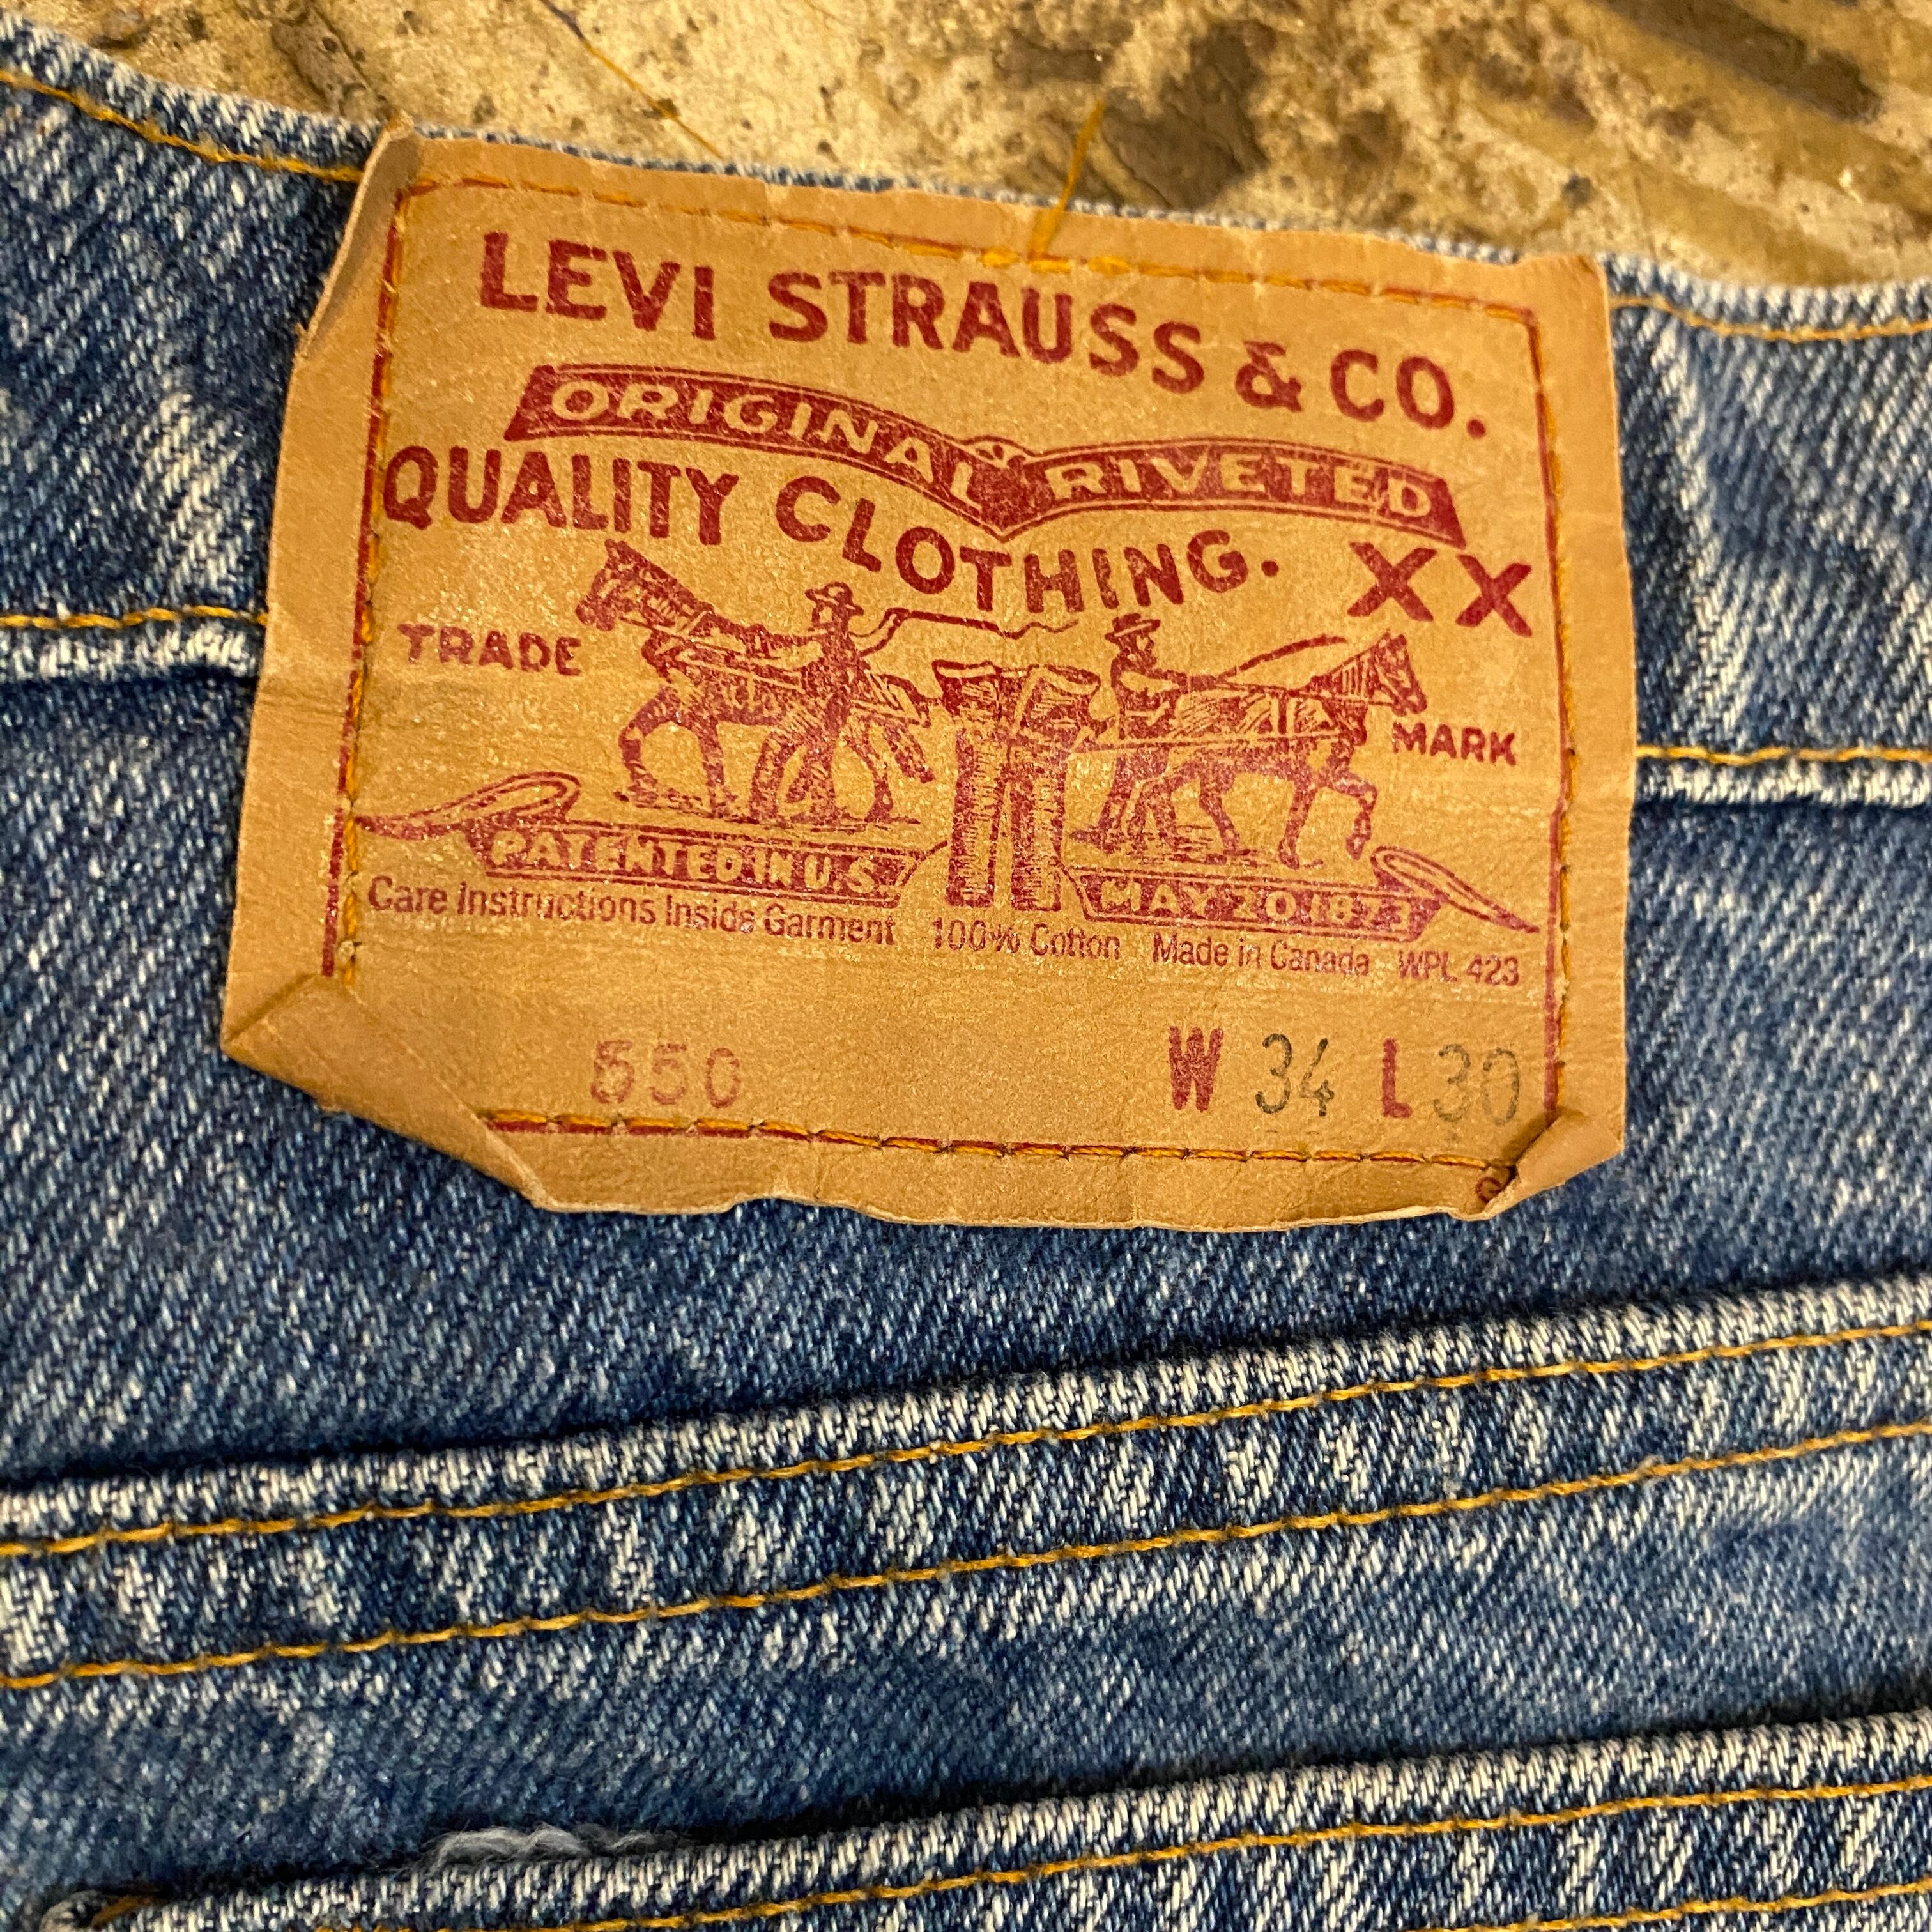 LEVI STRAUSS & CO.
ORIGINAL RIVETED
QUALITY CLOTHING. XX
TRADE MARK
PATENTED IN U.S. MAY 20 1873
Care Instructions Inside Garment 100% Cotton Made in Canada WPL 423
550 W 34 L 30
®